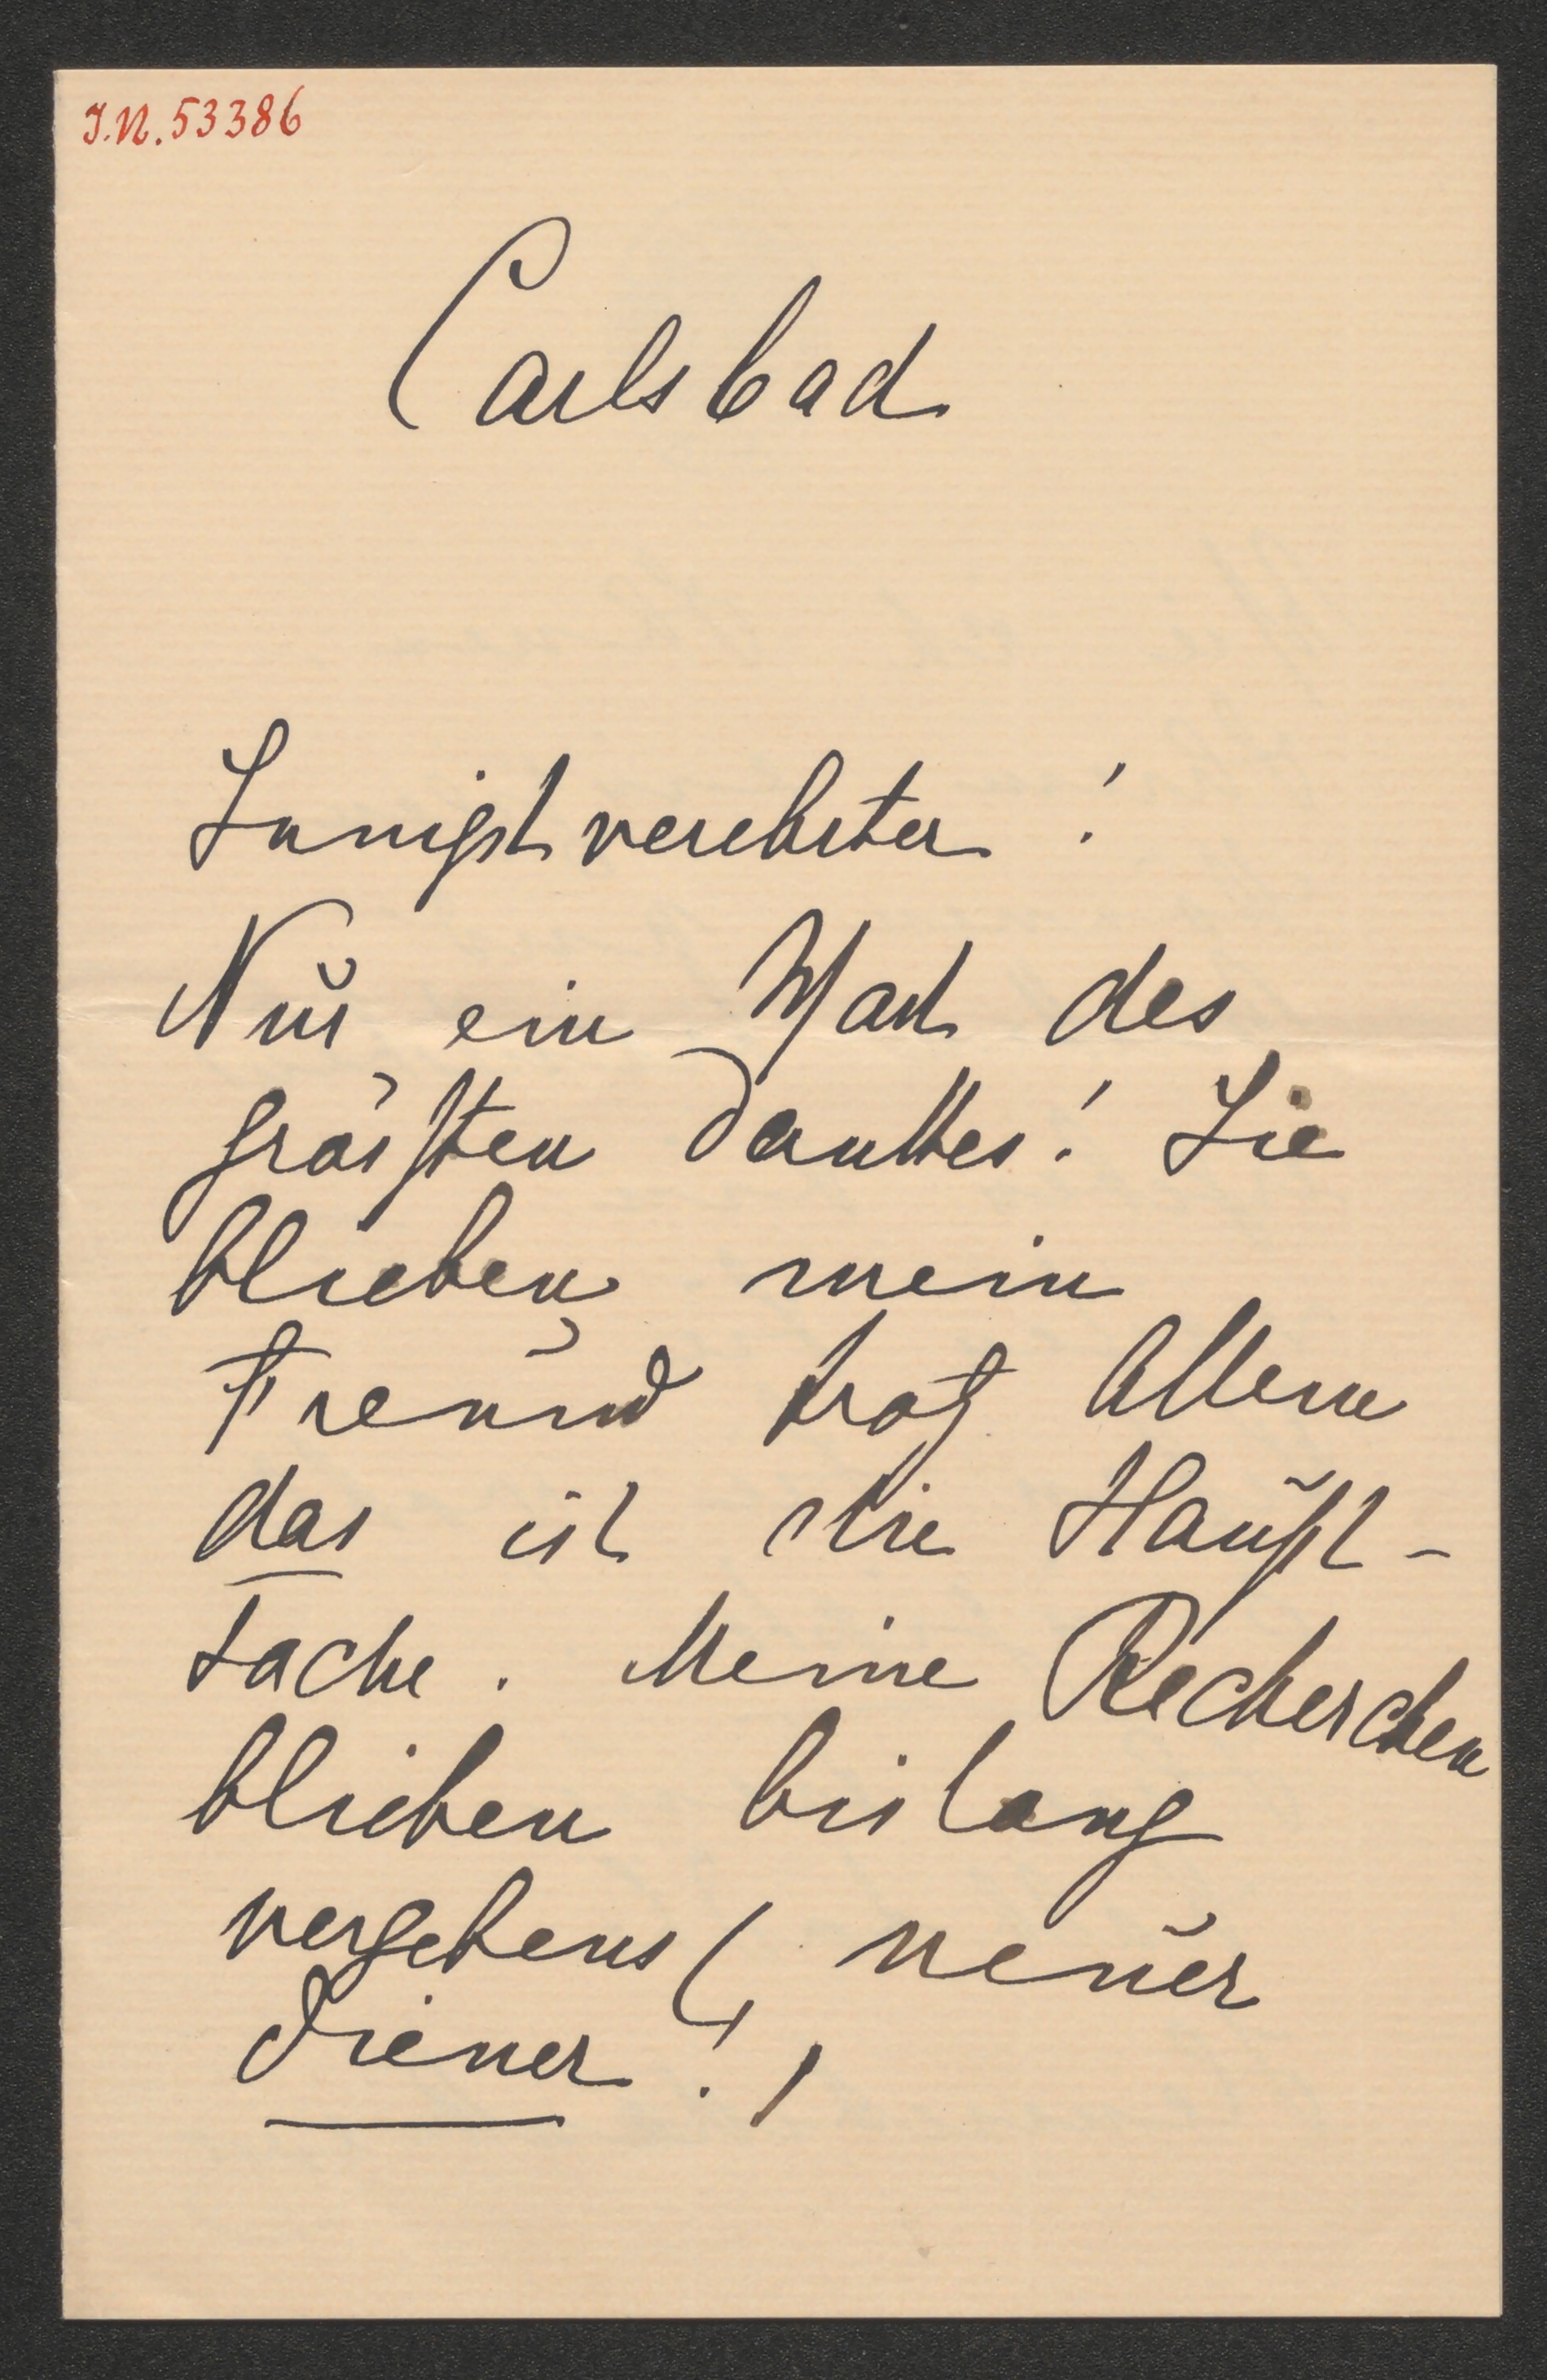 I.N. 53386
Carlsbad
Innigstverehrter!
Nur ein Wort des
größten Dankes! Sie
blieben mein
Freund trotz Allem
das ist die Haupt-
sache. Meine Recherchen
blieben bislang
vergebens (neuer
Diener!)